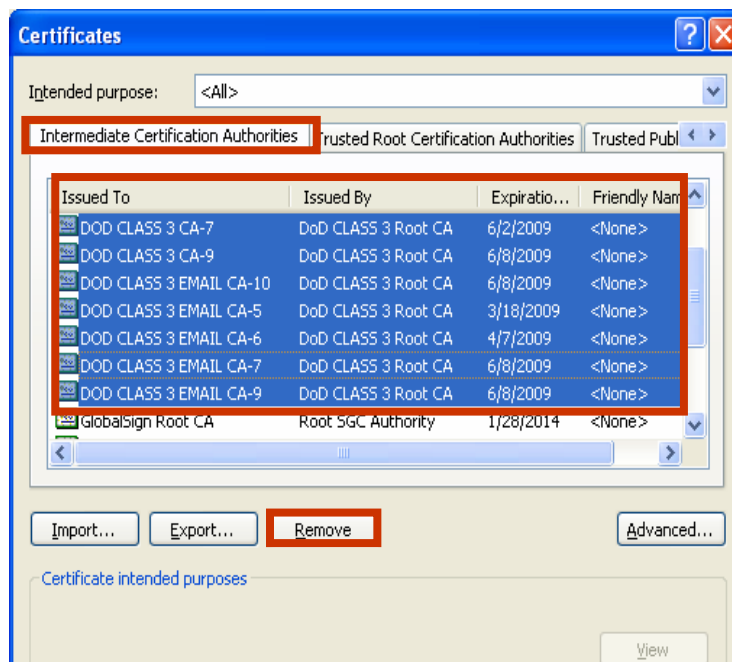 Certificates
Intended purpose: <All>
Intermediate Certification Authorities Trusted Root Certification Authorities Trusted Publ
Issued To Issued By Expiratio... Friendly Nam
DOD CLASS 3 CA-7 DoD CLASS 3 Root CA 6/2/2009 <None>
DOD CLASS 3 CA-9 DoD CLASS 3 Root CA 6/8/2009 <None>
DOD CLASS 3 EMAIL CA-10 DoD CLASS 3 Root CA 6/8/2009 <None>
DOD CLASS 3 EMAIL CA-5 DoD CLASS 3 Root CA 3/18/2009 <None>
DOD CLASS 3 EMAIL CA-6 DoD CLASS 3 Root CA 4/7/2009 <None>
DOD CLASS 3 EMAIL CA-7 DoD CLASS 3 Root CA 6/8/2009 <None>
DOD CLASS 3 EMAIL CA-9 DoD CLASS 3 Root CA 6/8/2009 <None>
GlobalSign Root CA Root SGC Authority 1/28/2014 <None>
Import... Export... Remove Advanced...
Certificate intended purposes
View